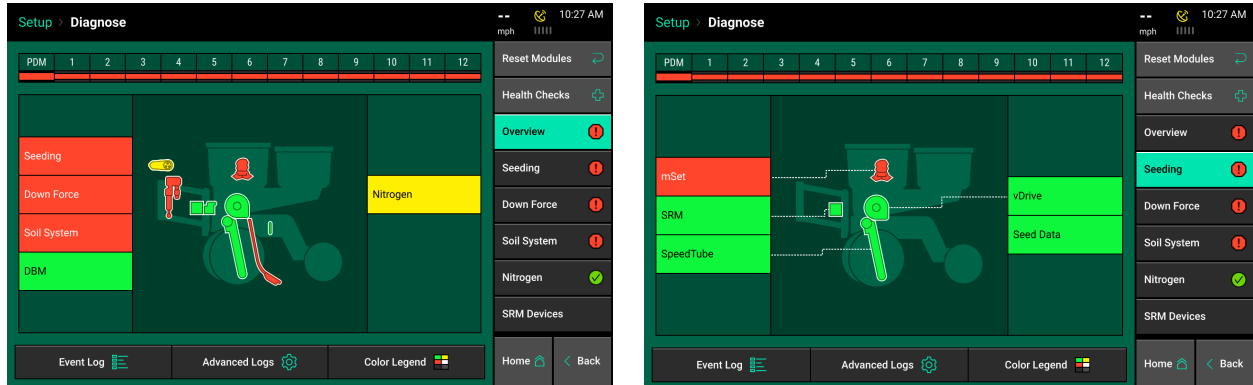 Setup > Diagnose
-- mph
10:27 AM
PDM 1 2 3 4 5 6 7 8 9 10 11 12
Seeding
Down Force
Soil System
DBM
Nitrogen
Event Log
Advanced Logs
Color Legend
Reset Modules
Health Checks
Overview
Seeding
Down Force
Soil System
Nitrogen
SRM Devices
Home
< Back
Setup > Diagnose
-- mph
10:27 AM
PDM 1 2 3 4 5 6 7 8 9 10 11 12
mSet
SRM
SpeedTube
vDrive
Seed Data
Event Log
Advanced Logs
Color Legend
Reset Modules
Health Checks
Overview
Seeding
Down Force
Soil System
Nitrogen
SRM Devices
Home
< Back